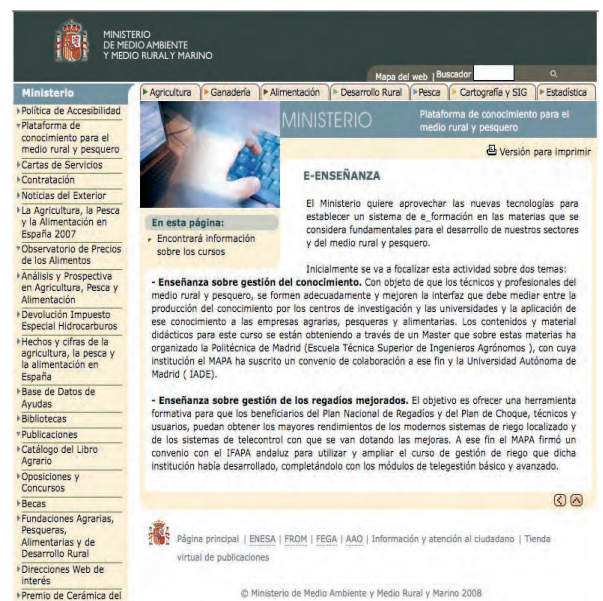 MINISTERIO
DE MEDIO AMBIENTE
Y MEDIO RURAL Y MARINO
Mapa del web | Buscador
Ministerio
Agricultura
Ganadería
Alimentación
Desarrollo Rural
Pesca
Cartografía y SIG
Estadística
Política de Accesibilidad
Plataforma de
conocimiento para el
medio rural y pesquero
Cartas de Servicios
Contratación
Noticias del Exterior
La Agricultura, la Pesca
y la Alimentación en
España 2007
Observatorio de Precios
de los Alimentos
Análisis y Prospectiva
en Agricultura, Pesca y
Alimentación
Devolución Impuesto
Especial Hidrocarburos
Hechos y cifras de la
agricultura, la pesca y
la alimentación en
España
Base de Datos de
Ayudas
Bibliotecas
Publicaciones
Catálogo del Libro
Agrario
Oposiciones y
Concursos
Becas
Fundaciones Agrarias,
Pesqueras,
Alimentarias y de
Desarrollo Rural
Direcciones Web de
interés
Premio de Cerámica del
MINISTERIO
Plataforma de conocimiento para el
medio rural y pesquero
Versión para imprimir
En esta página:
Encontrará información
sobre los cursos
E-ENSEÑANZA
El Ministerio quiere aprovechar las nuevas tecnologías para
establecer un sistema de e_formación en las materias que se
considera fundamentales para el desarrollo de nuestros sectores
y del medio rural y pesquero.
Inicialmente se va a focalizar esta actividad sobre dos temas:
- Enseñanza sobre gestión del conocimiento. Con objeto de que los técnicos y profesionales del
medio rural y pesquero, se formen adecuadamente y mejoren la interfaz que debe mediar entre la
producción del conocimiento por los centros de investigación y las universidades y la aplicación de
ese conocimiento a las empresas agrarias, pesqueras y alimentarias. Los contenidos y material
didácticos para este curso se están obteniendo a través de un Master que sobre estas materias ha
organizado la Politécnica de Madrid (Escuela Técnica Superior de Ingenieros Agrónomos ), con cuya
institución el MAPA ha suscrito un convenio de colaboración a ese fin y la Universidad Autónoma de
Madrid ( IADE).
- Enseñanza sobre gestión de los regadíos mejorados. El objetivo es ofrecer una herramienta
formativa para que los beneficiarios del Plan Nacional de Regadíos y del Plan de Choque, técnicos y
usuarios, puedan obtener los mayores rendimientos de los modernos sistemas de riego localizado y
de los sistemas de telecontrol con que se van dotando las mejoras. A ese fin el MAPA firmó un
convenio con el IFAPA andaluz para utilizar y ampliar el curso de gestión de riego que dicha
institución había desarrollado, completándolo con los módulos de telegestión básico y avanzado.
Página principal | ENESA | FROM | FEGA | AAO | Información y atención al ciudadano | Tienda
virtual de publicaciones
© Ministerio de Medio Ambiente y Medio Rural y Marino 2008